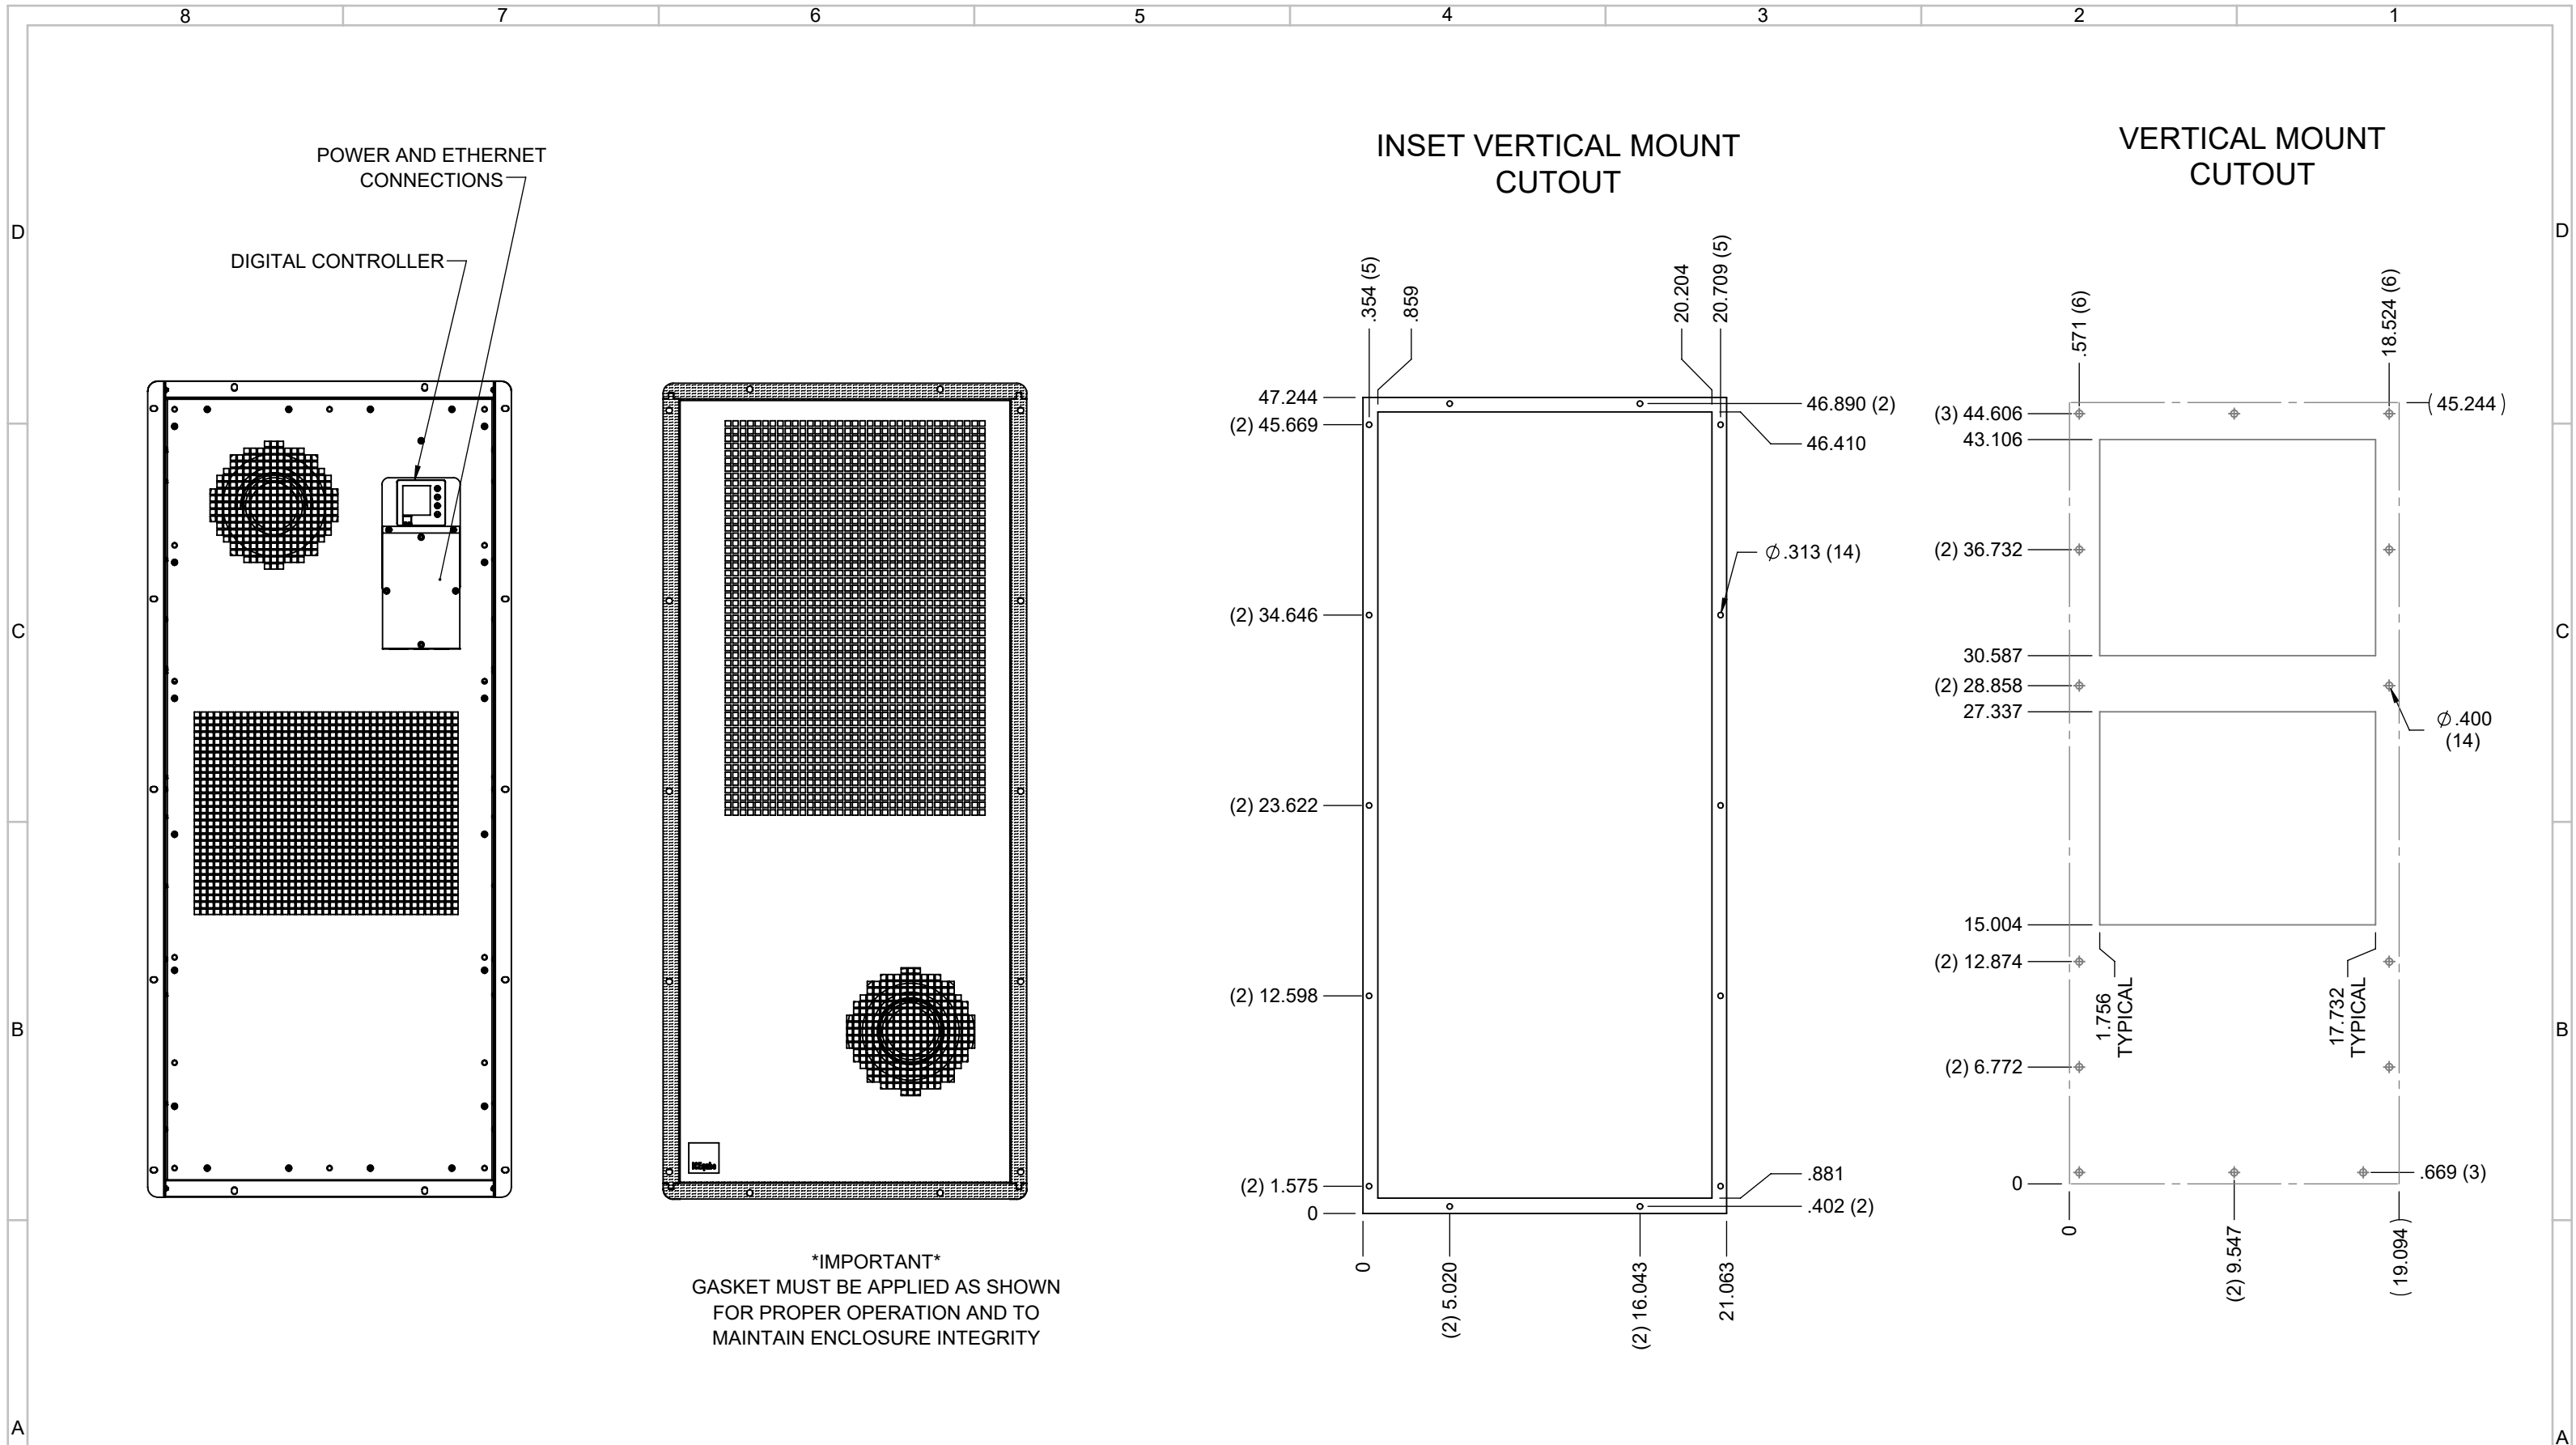 8 7 6 5 4 3 2 1
D
C
B
A
POWER AND ETHERNET
CONNECTIONS
DIGITAL CONTROLLER
*IMPORTANT*
GASKET MUST BE APPLIED AS SHOWN
FOR PROPER OPERATION AND TO
MAINTAIN ENCLOSURE INTEGRITY
INSET VERTICAL MOUNT
CUTOUT
.354 (5)
.859
20.204
20.709 (5)
47.244
(2) 45.669
(2) 34.646
(2) 23.622
(2) 12.598
(2) 1.575
0
46.890 (2)
46.410
Ø.313 (14)
.881
.402 (2)
0
(2) 5.020
(2) 16.043
21.063
VERTICAL MOUNT
CUTOUT
.571 (6)
18.524 (6)
(3) 44.606
43.106
(2) 36.732
30.587
(2) 28.858
27.337
15.004
(2) 12.874
(2) 6.772
0
(45.244)
Ø.400
(14)
1.756
TYPICAL
17.732
TYPICAL
.669 (3)
0
(2) 9.547
(19.094)
D
C
B
A